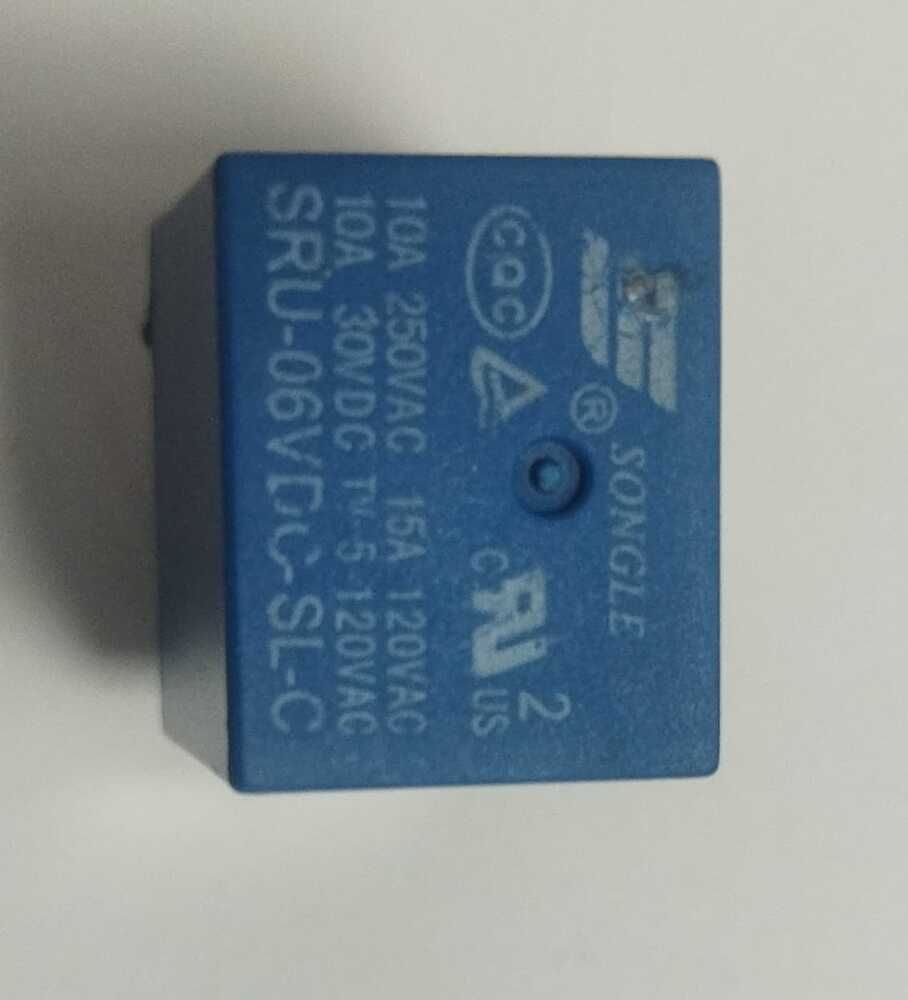 ® SONGLE
2
CQC c US
10A 250VAC 15A 120VAC
10A 30VDC TV-5 120VAC
SRU-06VDC-SL-C